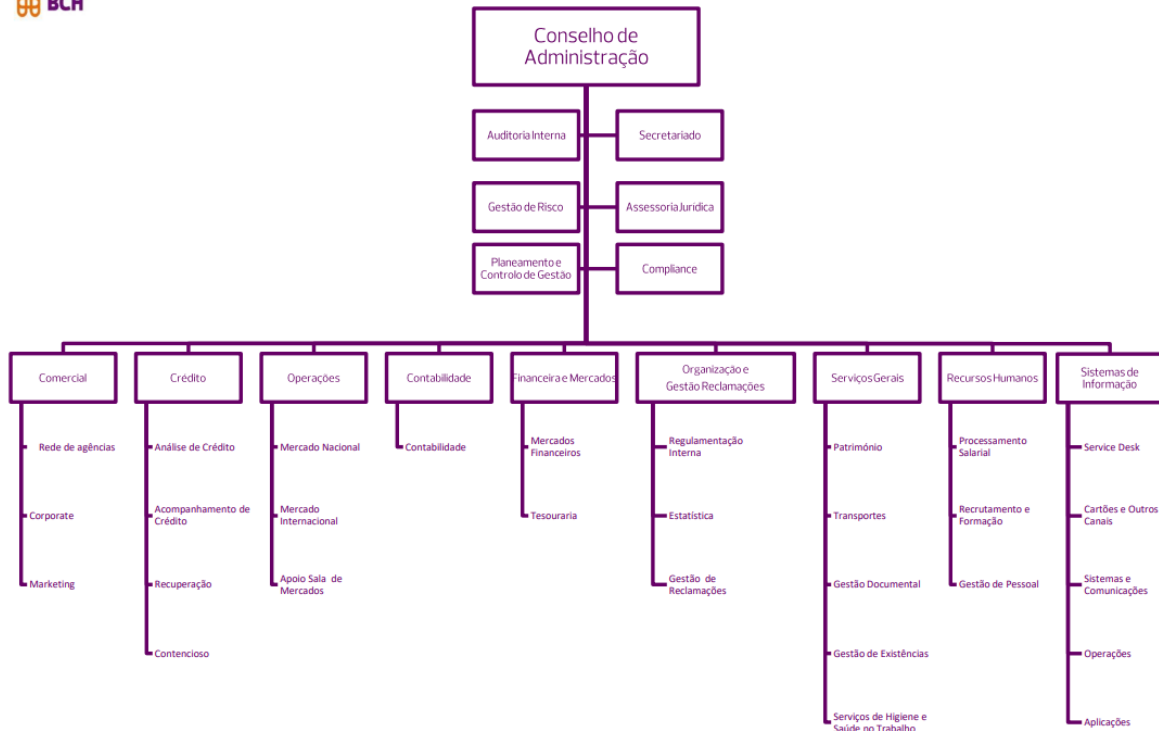 BCH
Conselho de
Administração
Auditoria Interna
Secretariado
Gestão de Risco
Assessoria Jurídica
Planeamento e
Controlo de Gestão
Compliance
Comercial
Crédito
Operações
Contabilidade
Financeira e Mercados
Organização e
Gestão Reclamações
Serviços Gerais
Recursos Humanos
Sistemas de
Informação
Rede de agências
Corporate
Marketing
Análise de Crédito
Acompanhamento de
Crédito
Recuperação
Contencioso
Mercado Nacional
Mercado
Internacional
Apoio Sala de
Mercados
Contabilidade
Mercados
Financeiros
Tesouraria
Regulamentação
Interna
Estatística
Gestão de
Reclamações
Património
Transportes
Gestão Documental
Gestão de Existências
Serviços de Higiene e
Saúde no Trabalho
Processamento
Salarial
Recrutamento e
Formação
Gestão de Pessoal
Service Desk
Cartões e Outros
Canais
Sistemas e
Comunicações
Operações
Aplicações